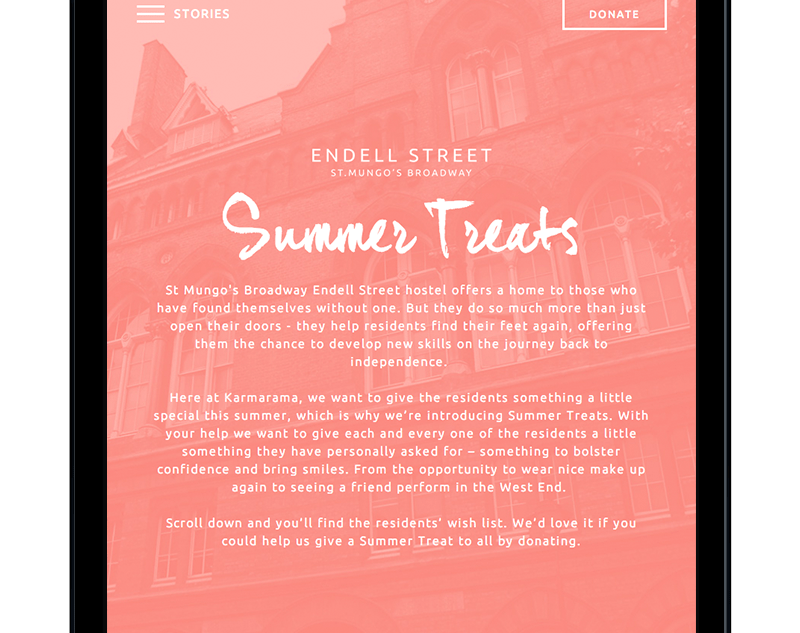 STORIES
DONATE
ENDELL STREET
ST.MUNGO'S BROADWAY
Summer Treats
St Mungo's Broadway Endell Street hostel offers a home to those who
have found themselves without one. But they do so much more than just
open their doors - they help residents find their feet again, offering
them the chance to develop new skills on the journey back to
independence.
Here at Karmarama, we want to give the residents something a little
special this summer, which is why we're introducing Summer Treats. With
your help we want to give each and every one of the residents a little
something they have personally asked for – something to bolster
confidence and bring smiles. From the opportunity to wear nice make up
again to seeing a friend perform in the West End.
Scroll down and you'll find the residents' wish list. We'd love it if you
could help us give a Summer Treat to all by donating.